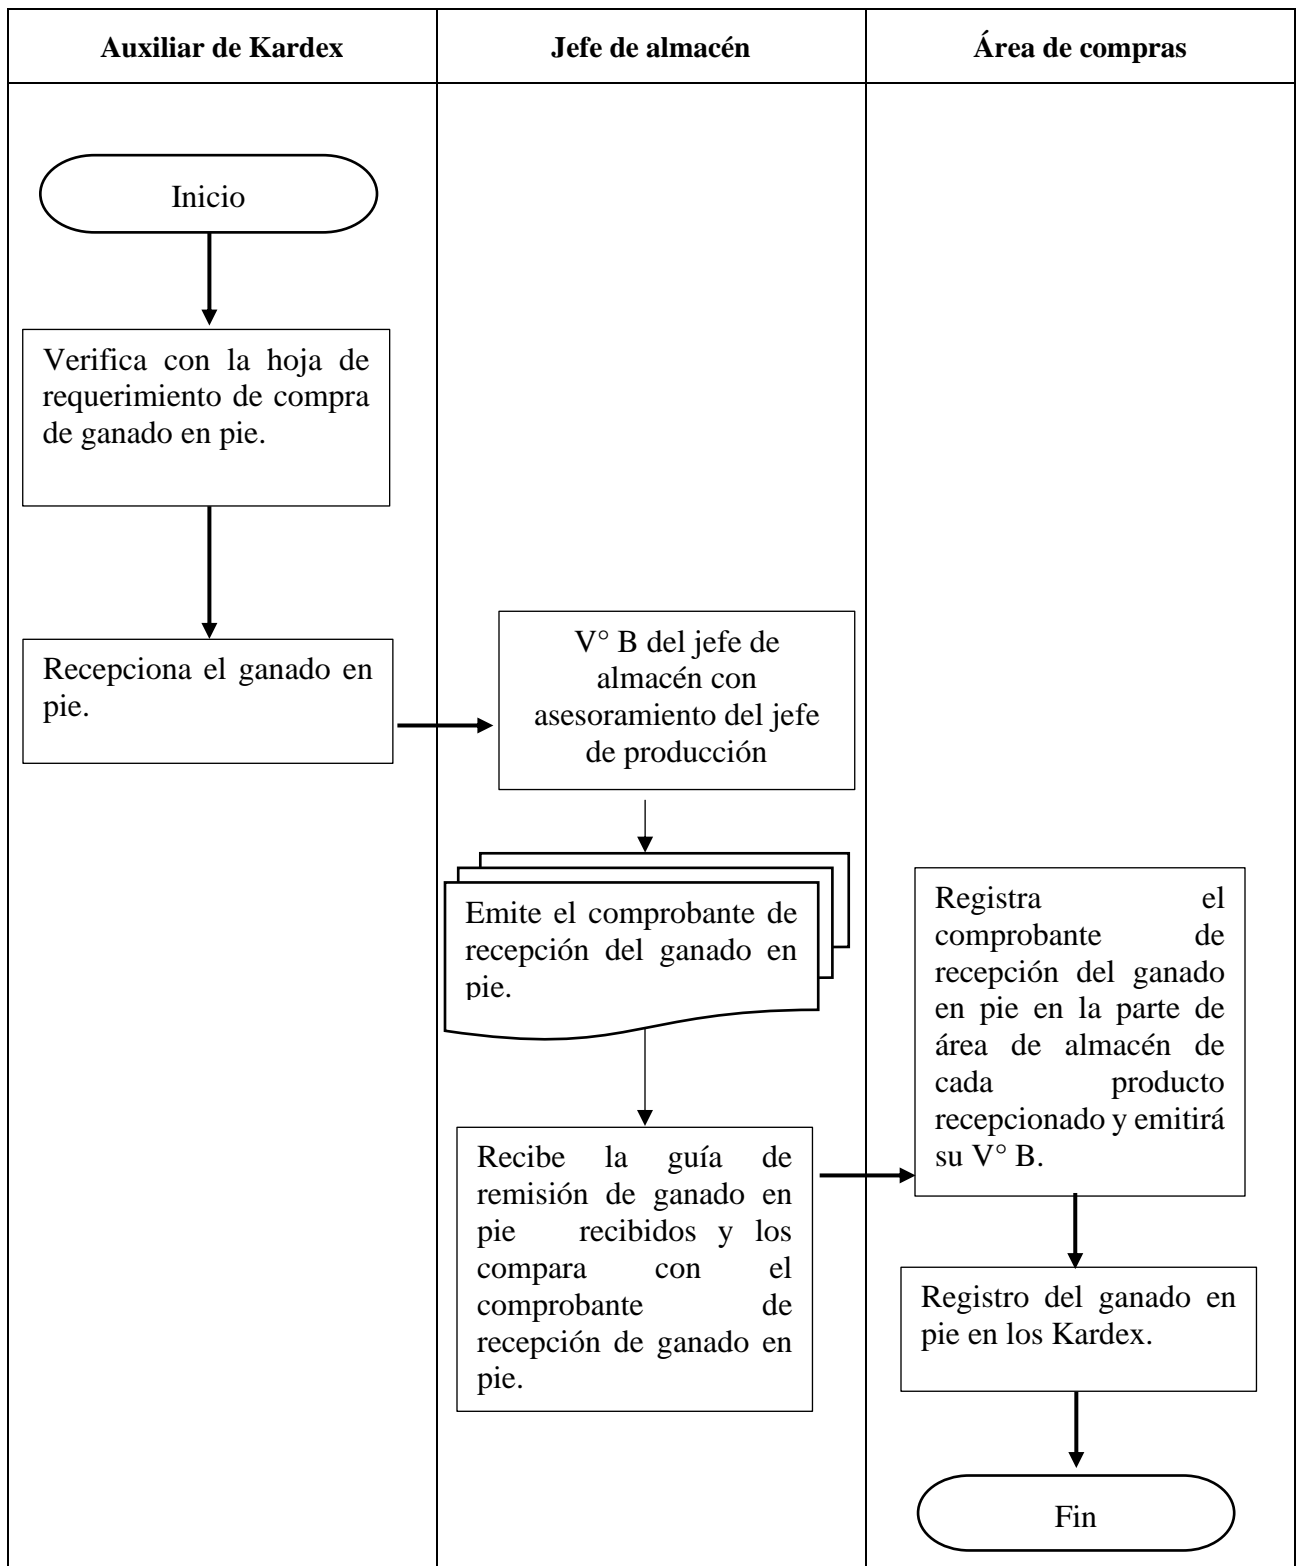 Auxiliar de Kardex
Jefe de almacén
Área de compras
Inicio
Verifica con la hoja de
requerimiento de compra
de ganado en pie.
Recepciona el ganado en
pie.
V° B del jefe de
almacén con
asesoramiento del jefe
de producción
Emite el comprobante de
recepción del ganado en
pie.
Recibe la guía de
remisión de ganado en
pie recibidos y los
compara con el
comprobante de
recepción de ganado en
pie.
Registra el
comprobante de
recepción del ganado
en pie en la parte de
área de almacén de
cada producto
recepcionado y emitirá
su V° B.
Registro del ganado en
pie en los Kardex.
Fin